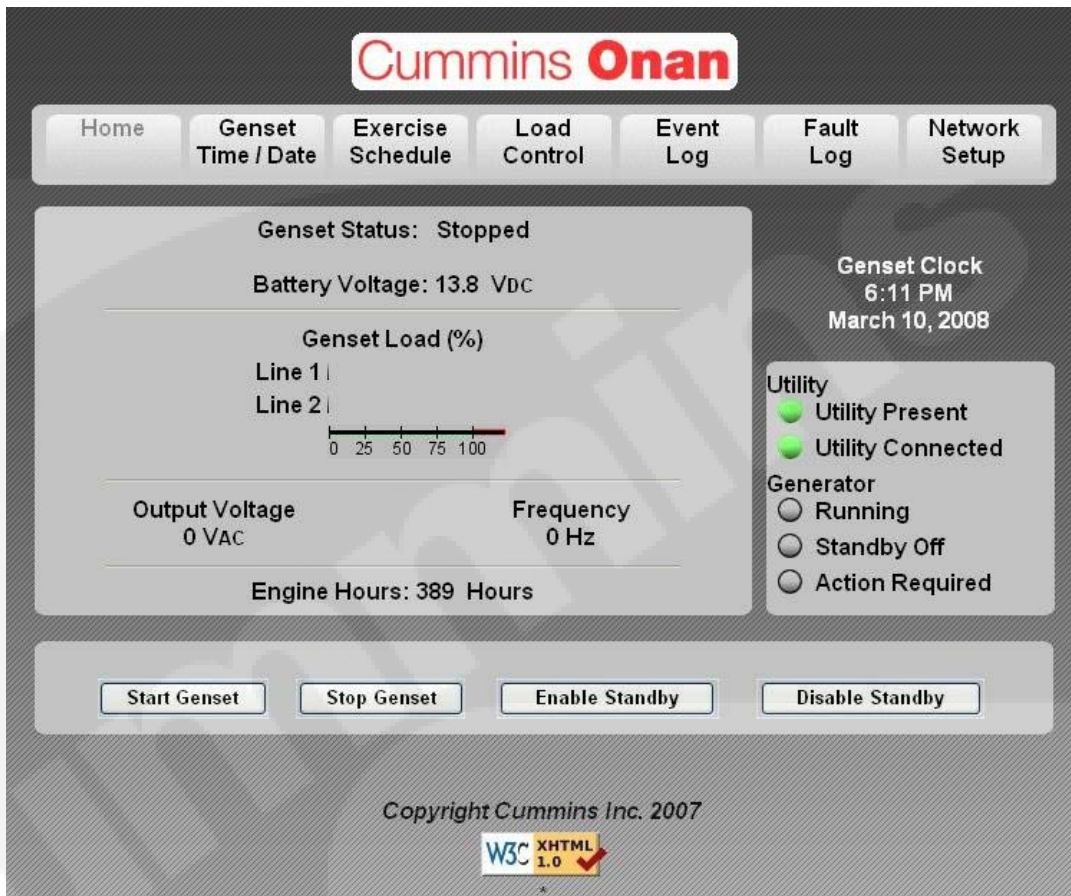 Cummins Onan
Home
Genset Time / Date
Exercise Schedule
Load Control
Event Log
Fault Log
Network Setup
Genset Status: Stopped
Battery Voltage: 13.8 VDC
Genset Load (%)
Line 1
Line 2
0 25 50 75 100
Output Voltage
0 VAC
Frequency
0 Hz
Engine Hours: 389 Hours
Genset Clock
6:11 PM
March 10, 2008
Utility
Utility Present
Utility Connected
Generator
Running
Standby Off
Action Required
Start Genset
Stop Genset
Enable Standby
Disable Standby
Copyright Cummins Inc. 2007
W3C XHTML 1.0
*